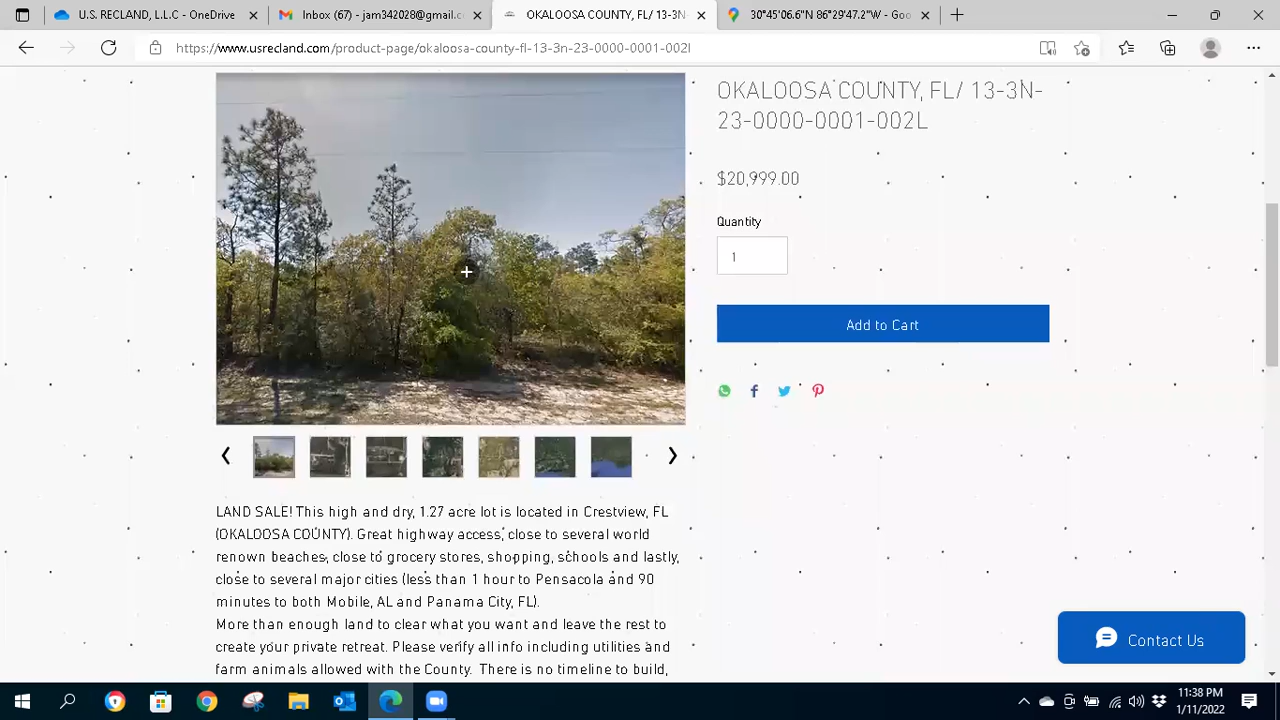 U.S. RECLAND, L.L.C - OneDrive
Inbox (67) - jam342028@gmail.c
OKALOOSA COUNTY, FL/ 13-3N-
30°45'06.6"N 86°29'47.2"W - Goo
https://www.usrecland.com/product-page/okaloosa-county-fl-13-3n-23-0000-0001-002l
OKALOOSA COUNTY, FL/ 13-3N-
23-0000-0001-002L
$20,999.00
Quantity
1
Add to Cart
LAND SALE! This high and dry, 1.27 acre lot is located in Crestview, FL
(OKALOOSA COUNTY). Great highway access, close to several world
renown beaches, close to grocery stores, shopping, schools and lastly,
close to several major cities (less than 1 hour to Pensacola and 90
minutes to both Mobile, AL and Panama City, FL).
More than enough land to clear what you want and leave the rest to
create your private retreat. Please verify all info including utilities and
farm animals allowed with the County. There is no timeline to build,
Contact Us
11:38 PM
1/11/2022